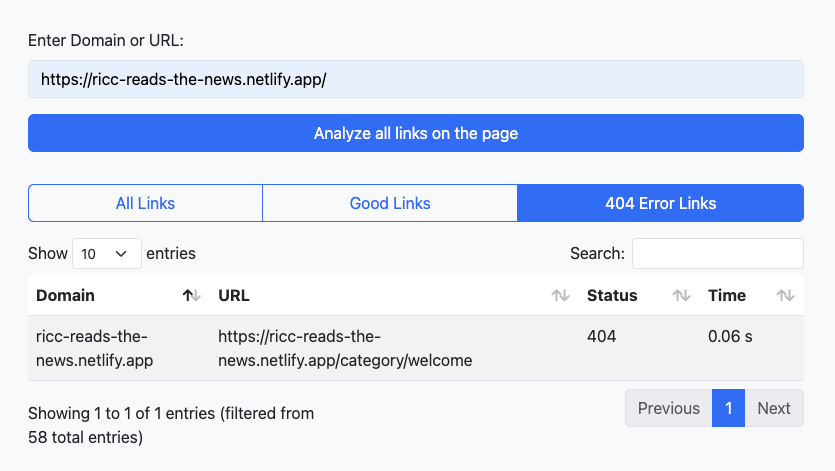 Enter Domain or URL:
https://ricc-reads-the-news.netlify.app/
Analyze all links on the page
All Links Good Links 404 Error Links
Show 10 entries Search:
Domain URL Status Time
ricc-reads-the- https://ricc-reads-the- 404 0.06 s
news.netlify.app news.netlify.app/category/welcome
Showing 1 to 1 of 1 entries (filtered from
58 total entries)
Previous 1 Next